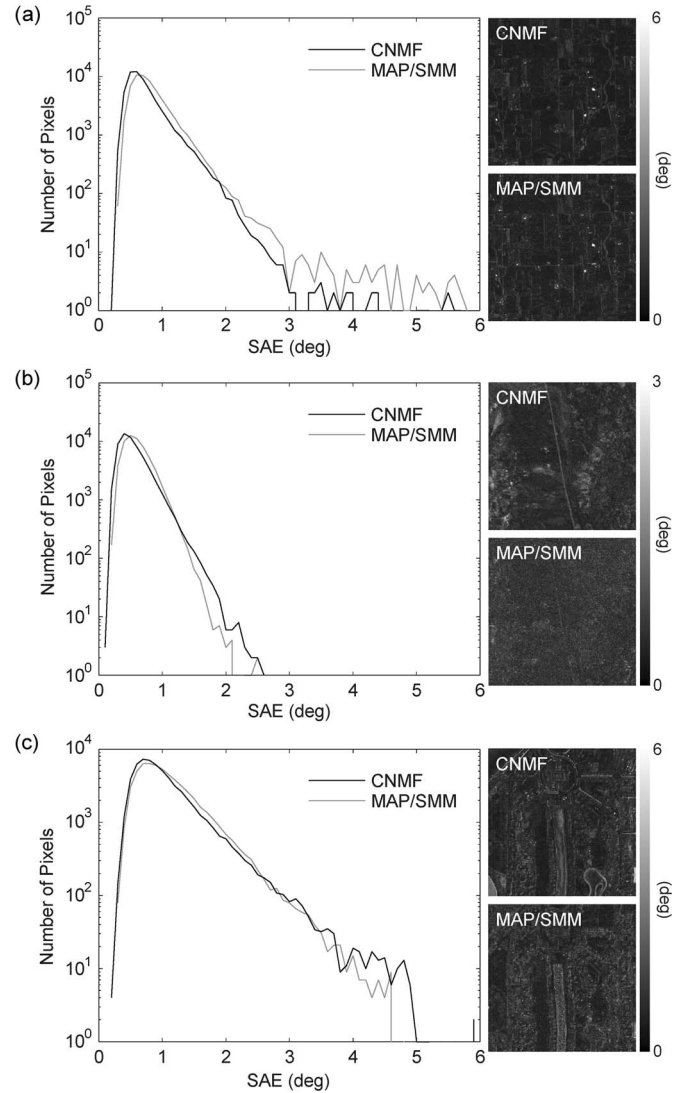 (a)
10^5
10^4
10^3
10^2
10^1
10^0
Number of Pixels
CNMF
MAP/SMM
0 1 2 3 4 5 6
SAE (deg)
CNMF
MAP/SMM
6
(deg)
0
(b)
10^5
10^4
10^3
10^2
10^1
10^0
Number of Pixels
CNMF
MAP/SMM
0 1 2 3 4 5 6
SAE (deg)
CNMF
MAP/SMM
3
(deg)
0
(c)
10^4
10^3
10^2
10^1
10^0
Number of Pixels
CNMF
MAP/SMM
0 1 2 3 4 5 6
SAE (deg)
CNMF
MAP/SMM
6
(deg)
0